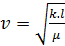 v = √(k.l/μ)